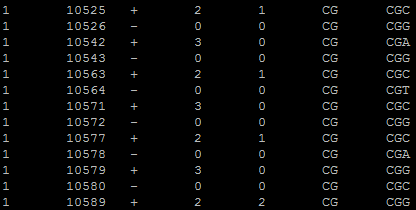 1 10525 + 2 1 CG CGC
1 10526 - 0 0 CG CGG
1 10542 + 3 0 CG CGA
1 10543 - 0 0 CG CGG
1 10563 + 2 1 CG CGC
1 10564 - 0 0 CG CGT
1 10571 + 3 0 CG CGC
1 10572 - 0 0 CG CGG
1 10577 + 2 1 CG CGC
1 10578 - 0 0 CG CGA
1 10579 + 3 0 CG CGG
1 10580 - 0 0 CG CGC
1 10589 + 2 2 CG CGG